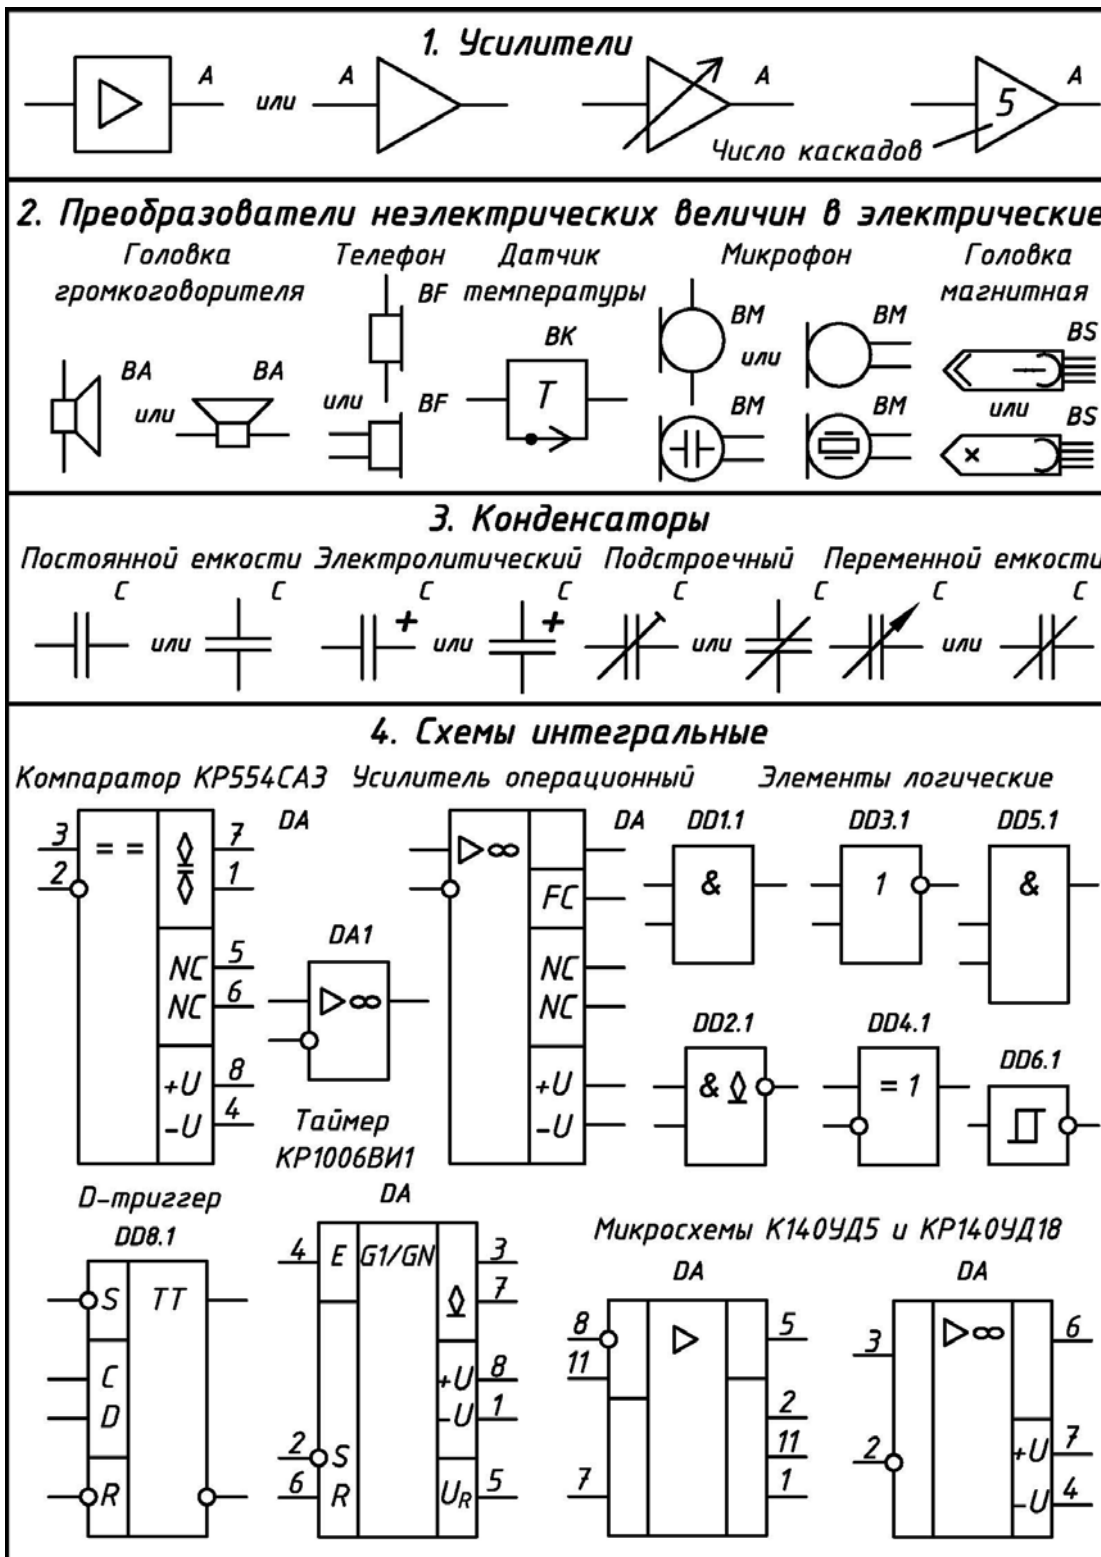 1. Усилители
A или A A 5 A
Число каскадов
2. Преобразователи неэлектрических величин в электрические
Головка громкоговорителя
Телефон
Датчик температуры
Микрофон
Головка магнитная
BA или BA
BF
или
BF
BK
T
BM
или
BM
BM
BM
BS
или
BS
3. Конденсаторы
Постоянной емкости Электролитический Подстроечный Переменной емкости
C C C C C C C C
или + или + или или
4. Схемы интегральные
Компаратор КР554СА3 Усилитель операционный Элементы логические
DA
3 = = 7
2 1
NC 5
NC 6
+U 8
-U 4
DA1
▷∞
DA
▷∞
FC
NC
NC
+U
-U
DD1.1 DD3.1 DD5.1
& 1 &
DD2.1 DD4.1 DD6.1
& = 1
D-триггер
DD8.1
S TT
C
D
R
Таймер
КР1006ВИ1
DA
4 E G1/GN 3
7
+U 8
-U 1
2 S
6 R UR 5
Микросхемы К140УД5 и КР140УД18
DA
8 ▷ 5
11
2
11
7 1
DA
3 ▷∞ 6
2 +U 7
-U 4